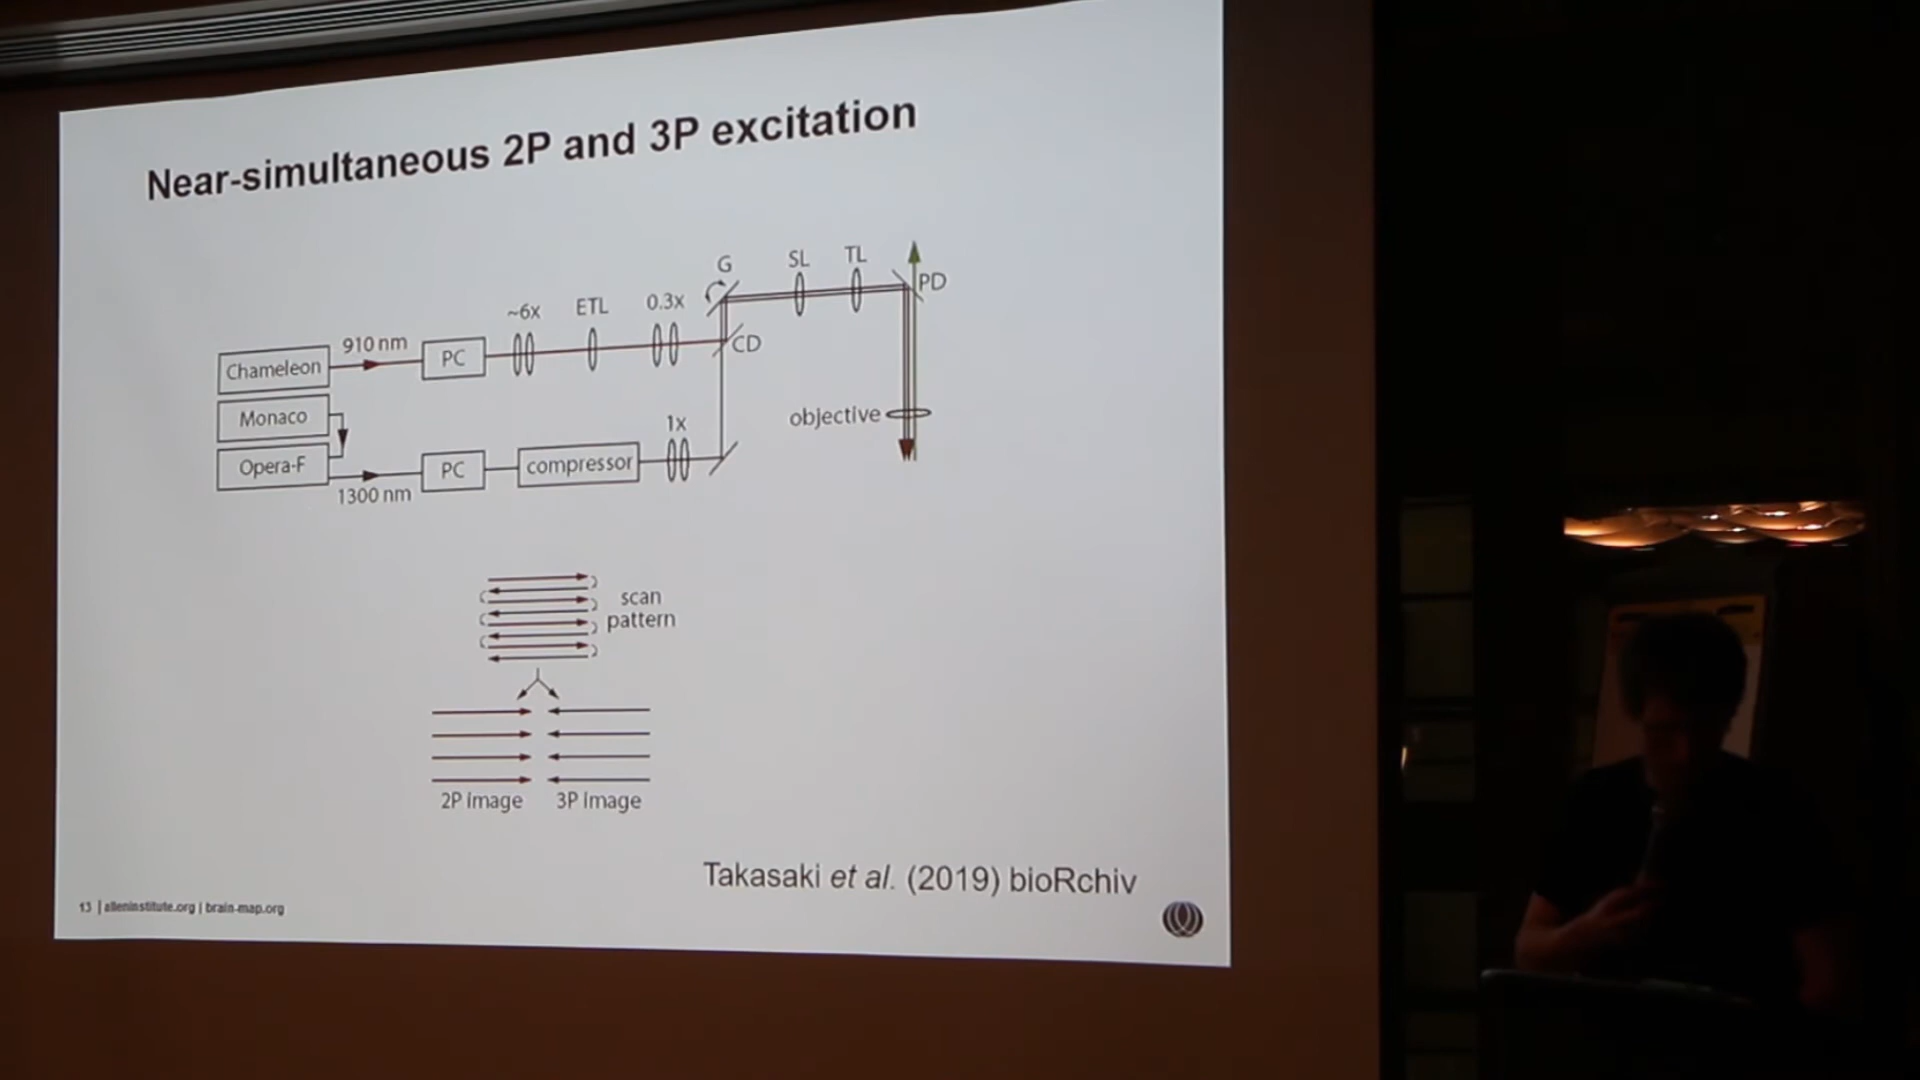 Near-simultaneous 2P and 3P excitation
G
SL
TL
PD
~6x
ETL
0.3x
CD
Chameleon
910 nm
PC
Monaco
Opera-F
1300 nm
PC
compressor
1x
objective
scan
pattern
2P image
3P image
Takasaki et al. (2019) bioRchiv
13 | alleninstitute.org | brain-map.org